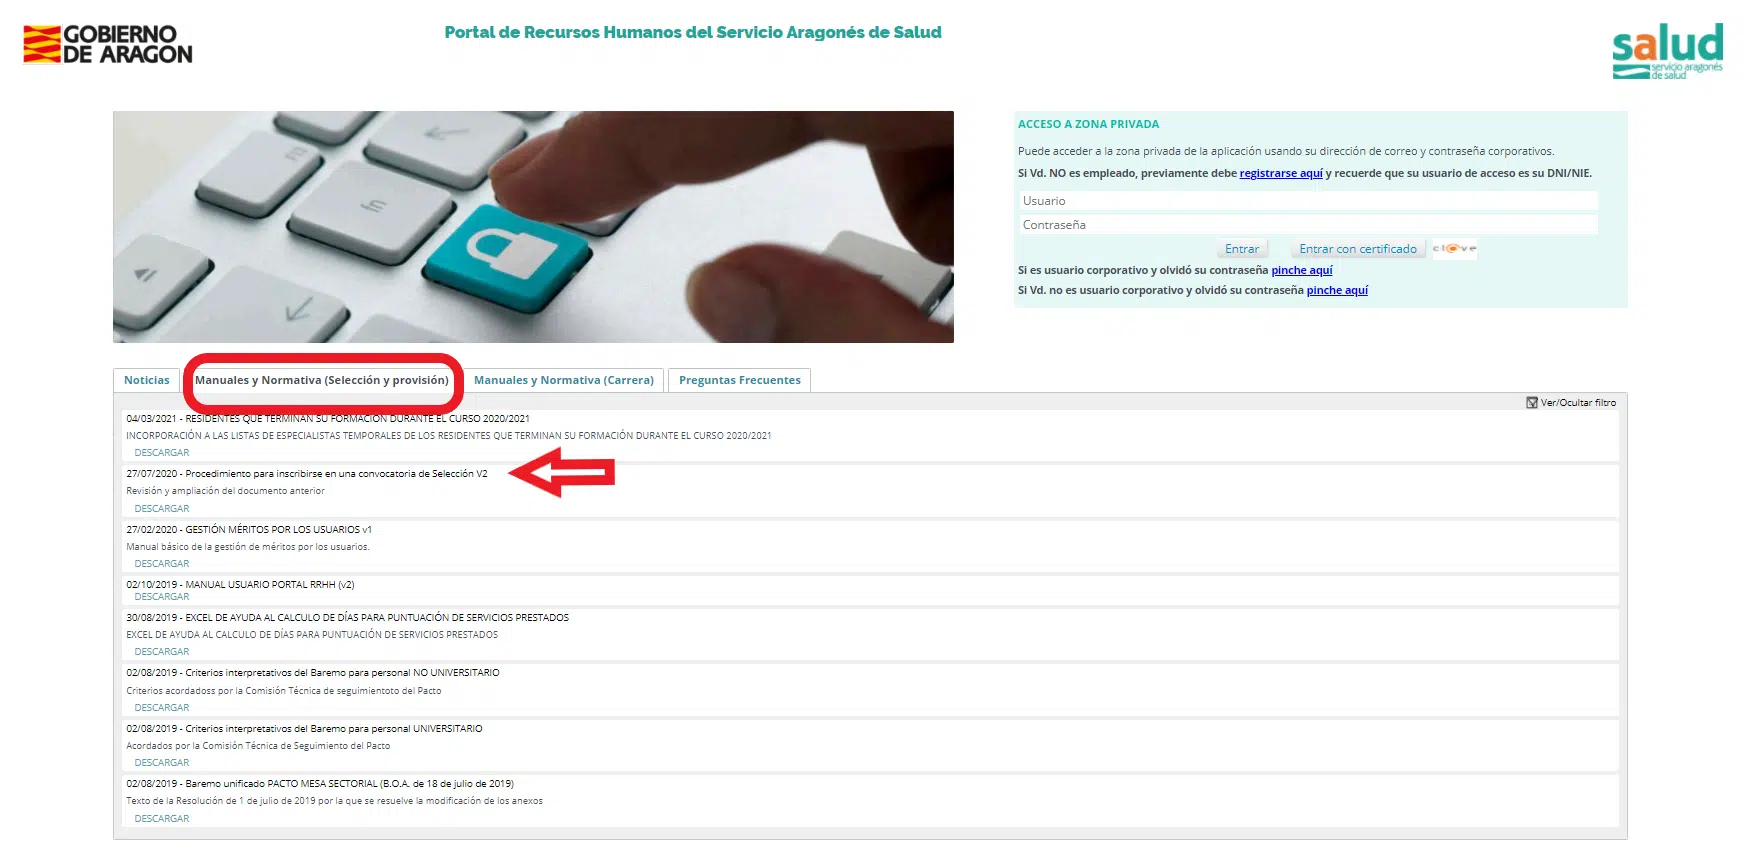 GOBIERNO
DE ARAGON
Portal de Recursos Humanos del Servicio Aragonés de Salud
salud
servicio aragonés
de salud
fn
ACCESO A ZONA PRIVADA
Puede acceder a la zona privada de la aplicación usando su dirección de correo y contraseña corporativos.
Si Vd. NO es empleado, previamente debe registrarse aquí y recuerde que su usuario de acceso es su DNI/NIE.
Usuario
Contraseña
Entrar Entrar con certificado cl@ve
Si es usuario corporativo y olvidó su contraseña pinche aquí
Si Vd. no es usuario corporativo y olvidó su contraseña pinche aquí
Noticias Manuales y Normativa (Selección y provisión) Manuales y Normativa (Carrera) Preguntas Frecuentes
Ver/Ocultar filtro
04/03/2021 - RESIDENTES QUE TERMINAN SU FORMACIÓN DURANTE EL CURSO 2020/2021
INCORPORACIÓN A LAS LISTAS DE ESPECIALISTAS TEMPORALES DE LOS RESIDENTES QUE TERMINAN SU FORMACIÓN DURANTE EL CURSO 2020/2021
DESCARGAR
27/07/2020 - Procedimiento para inscribirse en una convocatoria de Selección V2
Revisión y ampliación del documento anterior
DESCARGAR
27/02/2020 - GESTIÓN MÉRITOS POR LOS USUARIOS v1
Manual básico de la gestión de méritos por los usuarios.
DESCARGAR
02/10/2019 - MANUAL USUARIO PORTAL RRHH (v2)
DESCARGAR
30/08/2019 - EXCEL DE AYUDA AL CALCULO DE DÍAS PARA PUNTUACIÓN DE SERVICIOS PRESTADOS
EXCEL DE AYUDA AL CALCULO DE DÍAS PARA PUNTUACIÓN DE SERVICIOS PRESTADOS
DESCARGAR
02/08/2019 - Criterios interpretativos del Baremo para personal NO UNIVERSITARIO
Criterios acordadoss por la Comisión Técnica de seguimientoto del Pacto
DESCARGAR
02/08/2019 - Criterios interpretativos del Baremo para personal UNIVERSITARIO
Acordados por la Comisión Técnica de Seguimiento del Pacto
DESCARGAR
02/08/2019 - Baremo unificado PACTO MESA SECTORIAL (B.O.A. de 18 de julio de 2019)
Texto de la Resolución de 1 de julio de 2019 por la que se resuelve la modificación de los anexos
DESCARGAR